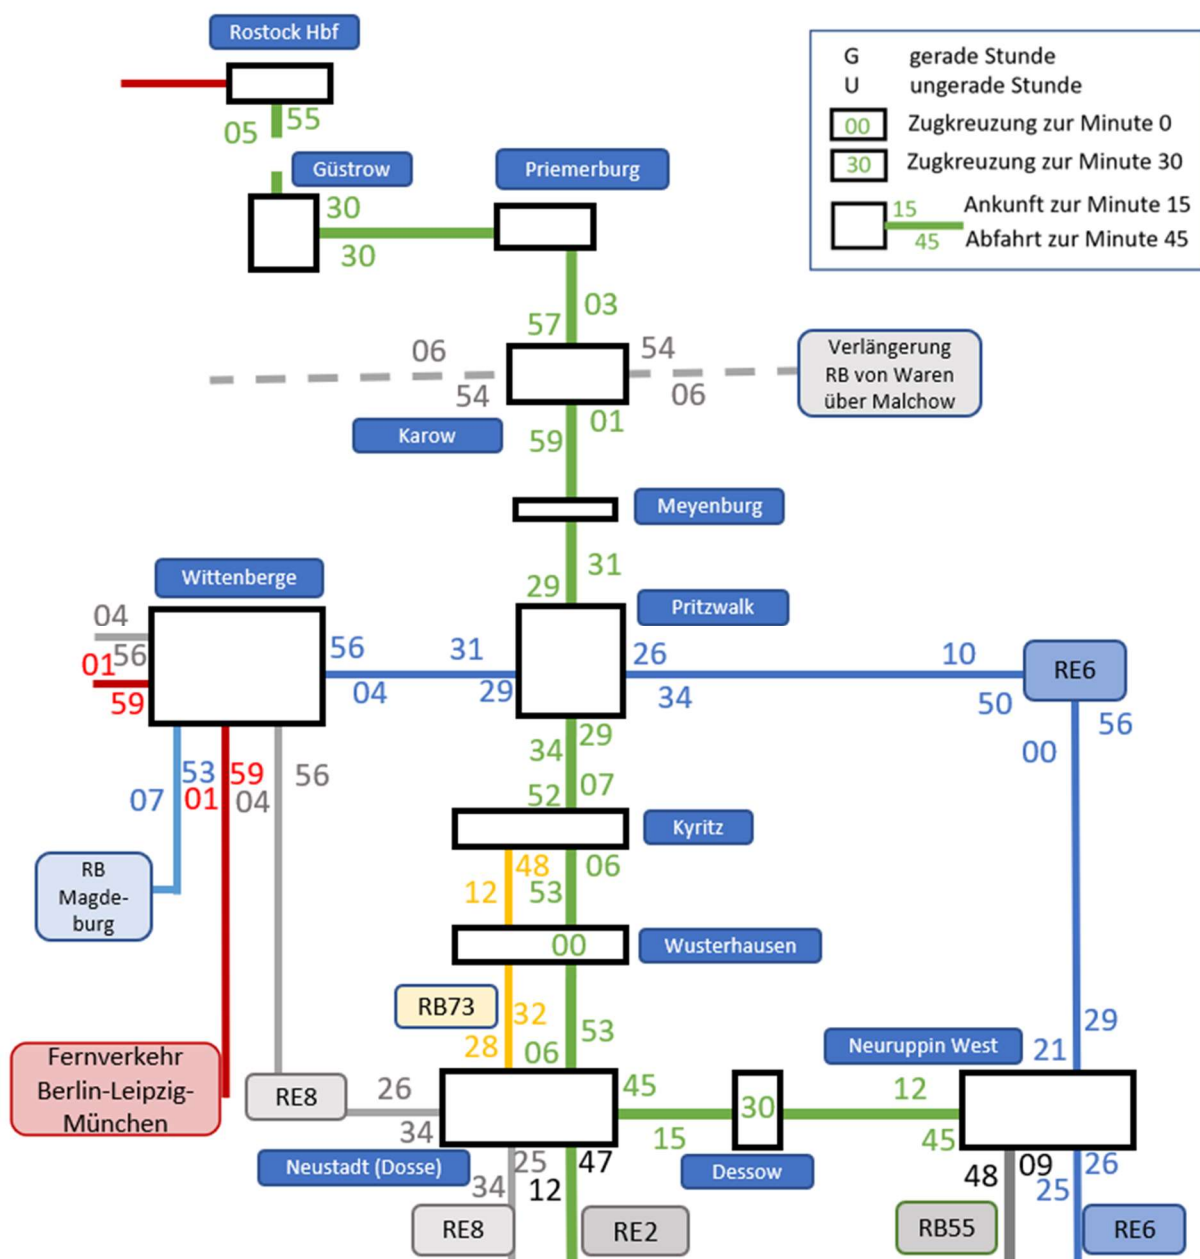 Rostock Hbf
G gerade Stunde
U ungerade Stunde
00 Zugkreuzung zur Minute 0
30 Zugkreuzung zur Minute 30
15 Ankunft zur Minute 15
45 Abfahrt zur Minute 45
05 55
Güstrow
Priemerburg
30
30
57 03
06 54
54 06
Verlängerung
RB von Waren
über Malchow
Karow
59 01
Meyenburg
29 31
Wittenberge
Pritzwalk
04
56
01
59
56 31
04 29
26 10
34 50
RE6
56
00
34 29
53 59 56
07 01 04
52 07
Kyritz
RB
Magde-
burg
48 06
12 53
00
Wusterhausen
RB73
32 53
28 06
29
21
Neuruppin West
Fernverkehr
Berlin-Leipzig-
München
RE8
26
34
45
15
30
12
45
Neustadt (Dosse)
Dessow
25 47
34 12
09 26
48 25
RE8
RE2
RB55
RE6